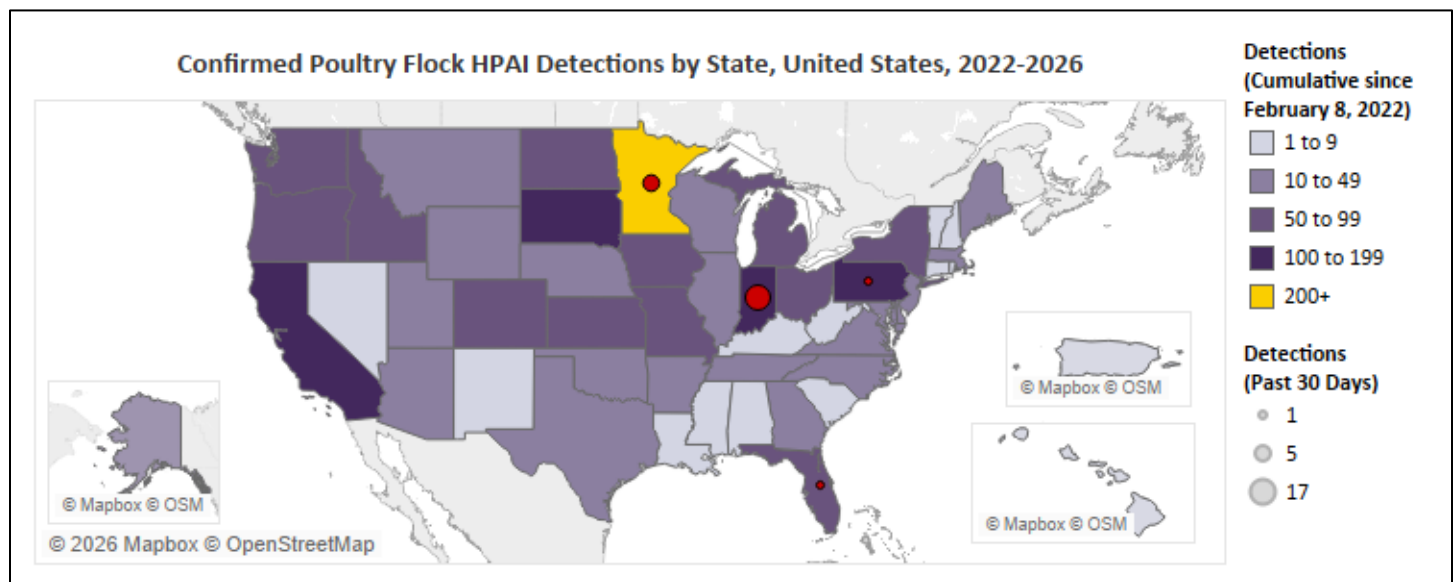 Confirmed Poultry Flock HPAI Detections by State, United States, 2022-2026
Detections
(Cumulative since
February 8, 2022)
1 to 9
10 to 49
50 to 99
100 to 199
200+
Detections
(Past 30 Days)
1
5
17
© Mapbox © OSM
© Mapbox © OSM
© Mapbox © OSM
© 2026 Mapbox © OpenStreetMap